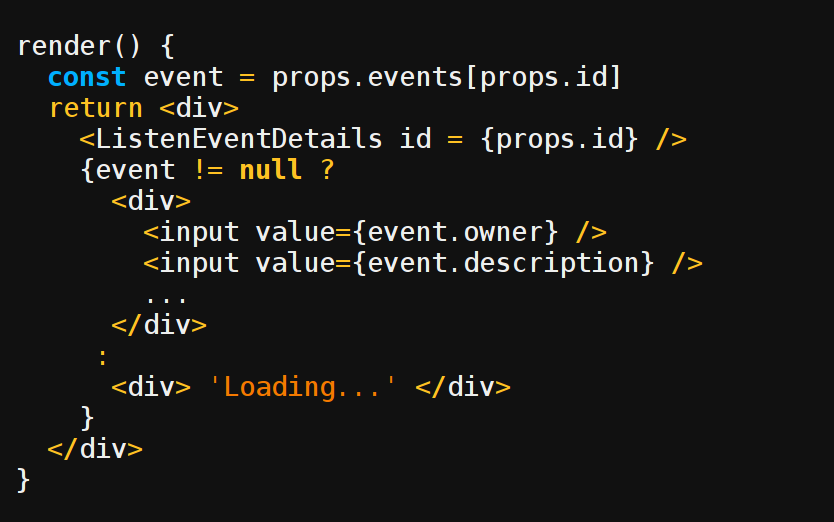 render() {
  const event = props.events[props.id]
  return <div>
    <ListenEventDetails id = {props.id} />
    {event != null ?
      <div>
        <input value={event.owner} />
        <input value={event.description} />
        ...
      </div>
     :
      <div> 'Loading...' </div>
    }
  </div>
}